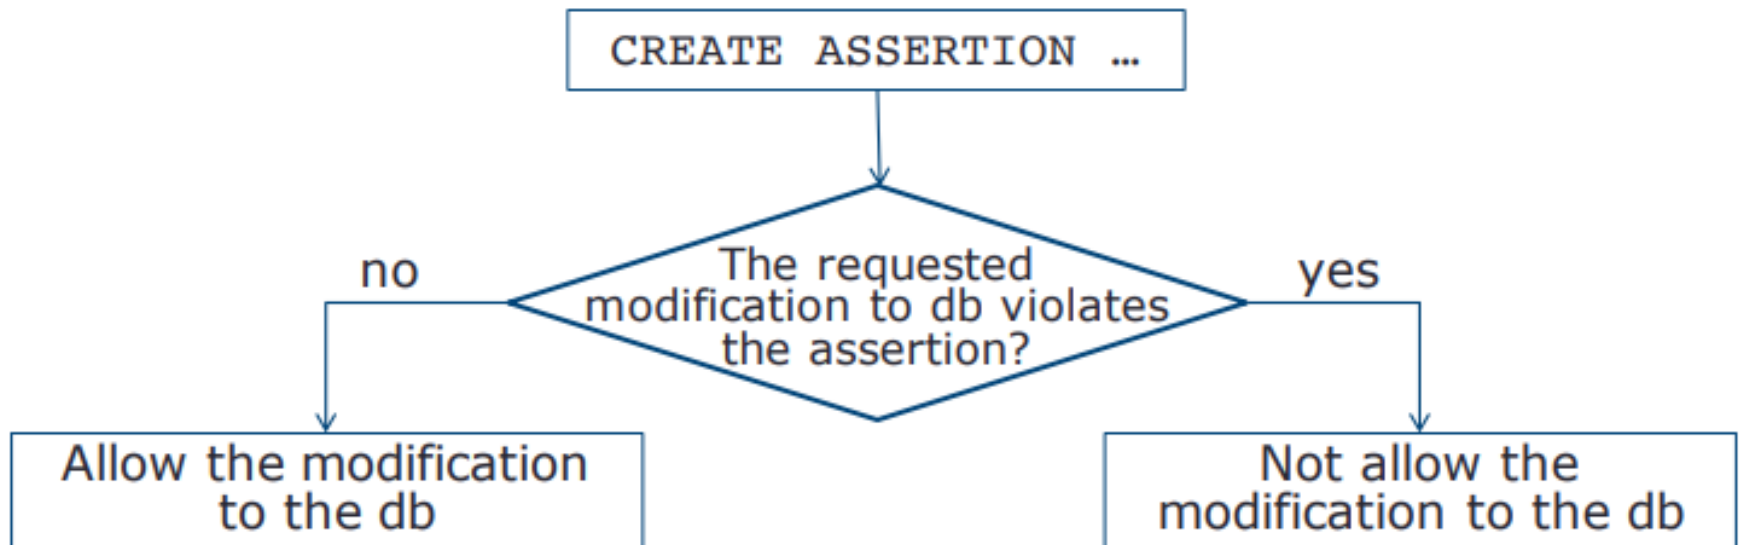 CREATE ASSERTION …
no
The requested
modification to db violates
the assertion?
yes
Allow the modification
to the db
Not allow the
modification to the db